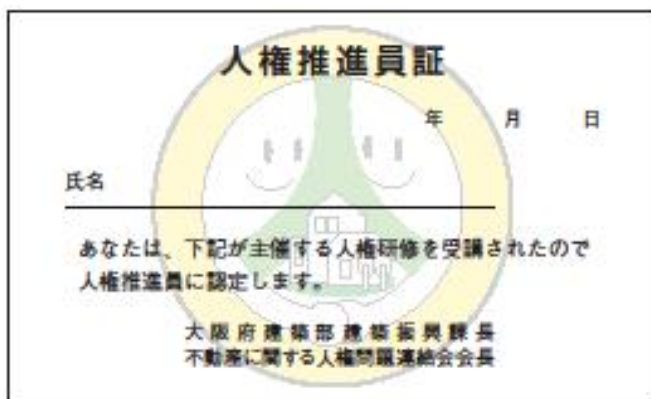 人権推進員証
年 月 日
氏名
あなたは、下記が主催する人権研修を受講されたので
人権推進員に認定します。
大阪府建築部建築振興課長
不動産に関する人権問題連絡会会長